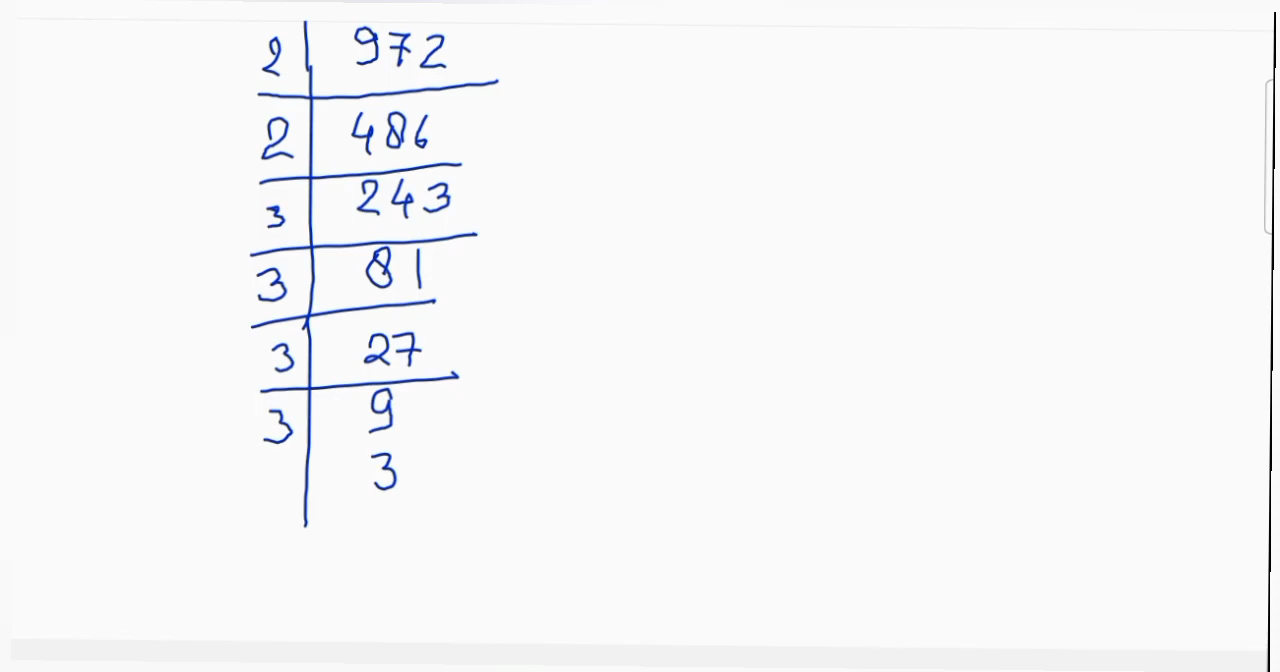 2 | 972
2 | 486
3 | 243
3 | 81
3 | 27
3 | 9
| 3